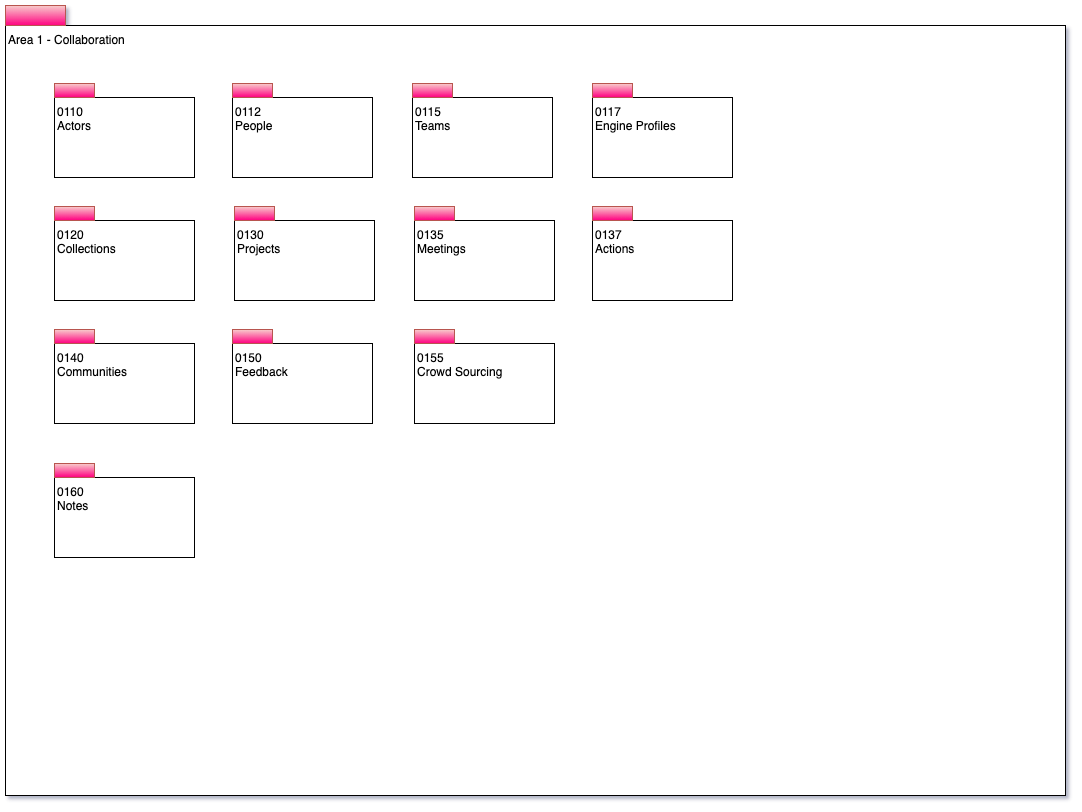 Area 1 - Collaboration
0110
Actors
0112
People
0115
Teams
0117
Engine Profiles
0120
Collections
0130
Projects
0135
Meetings
0137
Actions
0140
Communities
0150
Feedback
0155
Crowd Sourcing
0160
Notes